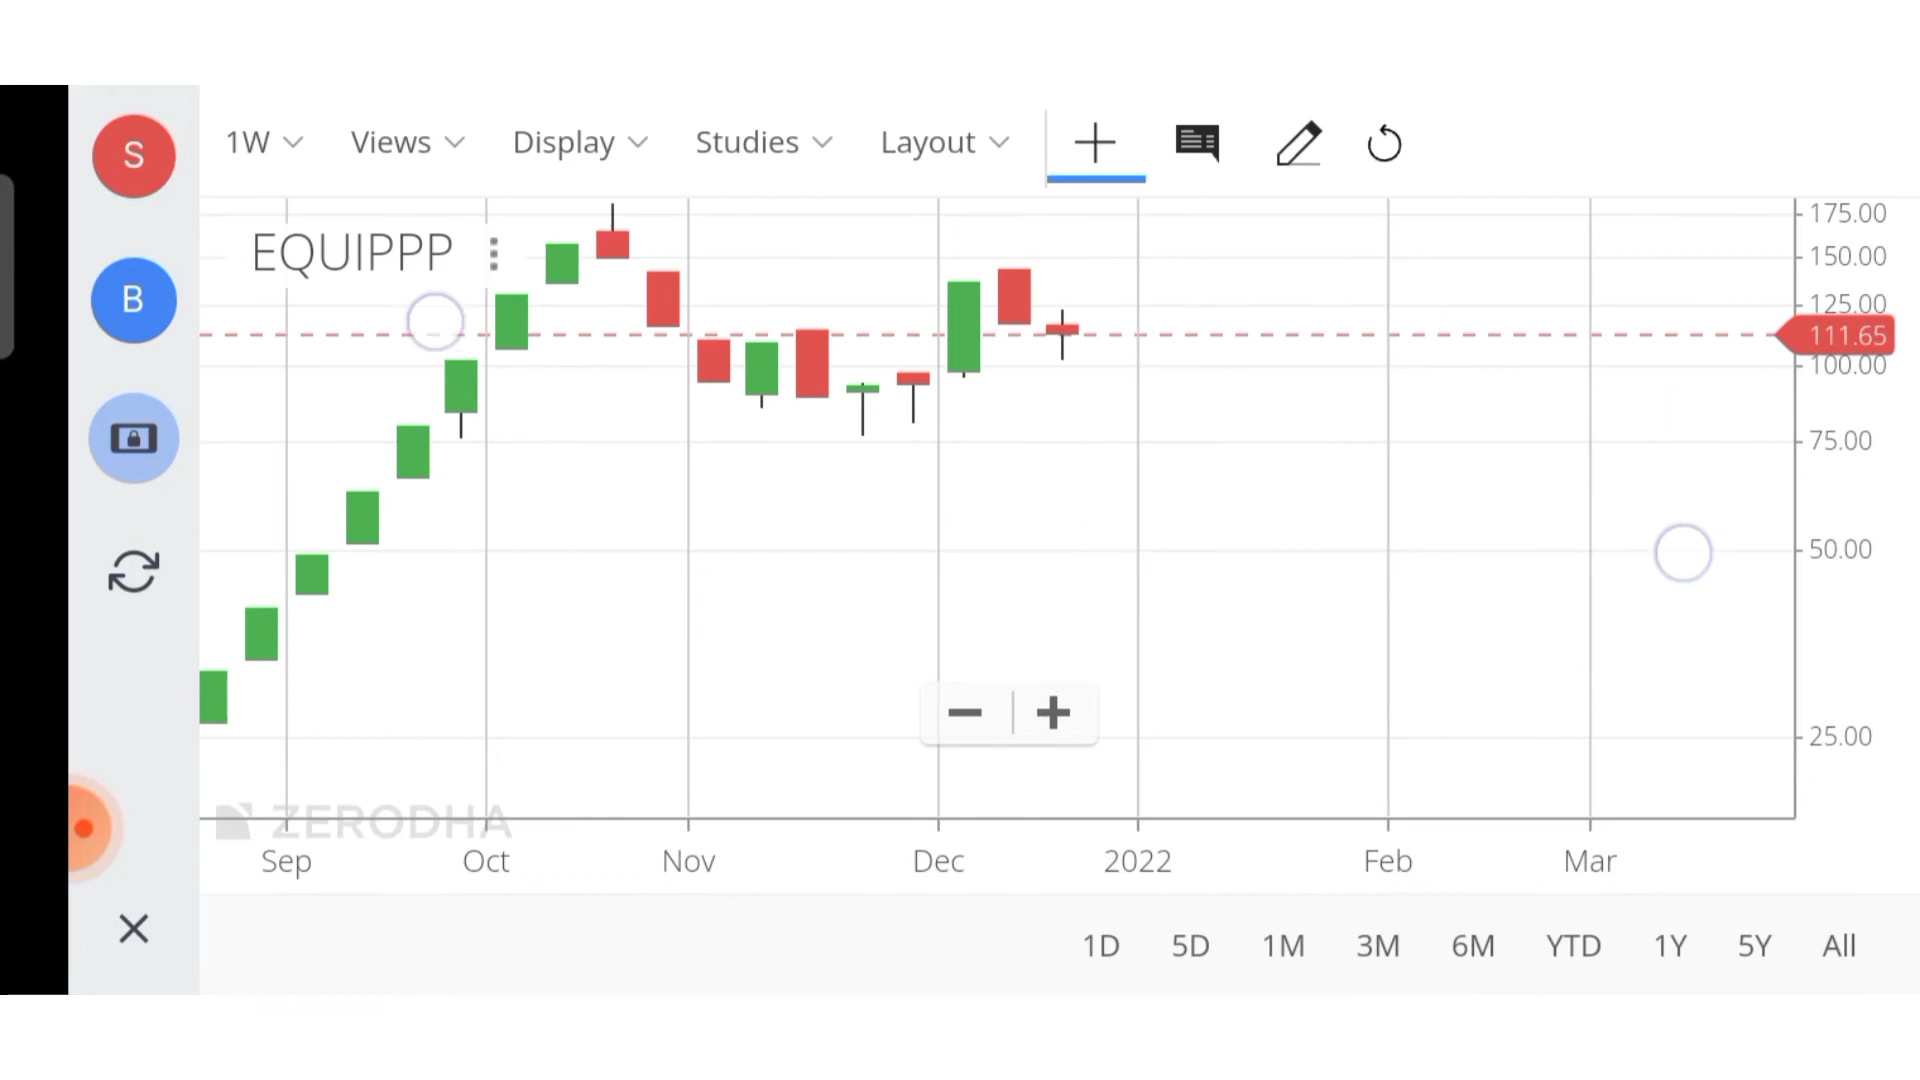 S
1W Views Display Studies Layout
B
EQUIPPP
175.00
150.00
125.00
111.65
100.00
75.00
50.00
25.00
ZERODHA
Sep Oct Nov Dec 2022 Feb Mar
1D 5D 1M 3M 6M YTD 1Y 5Y All